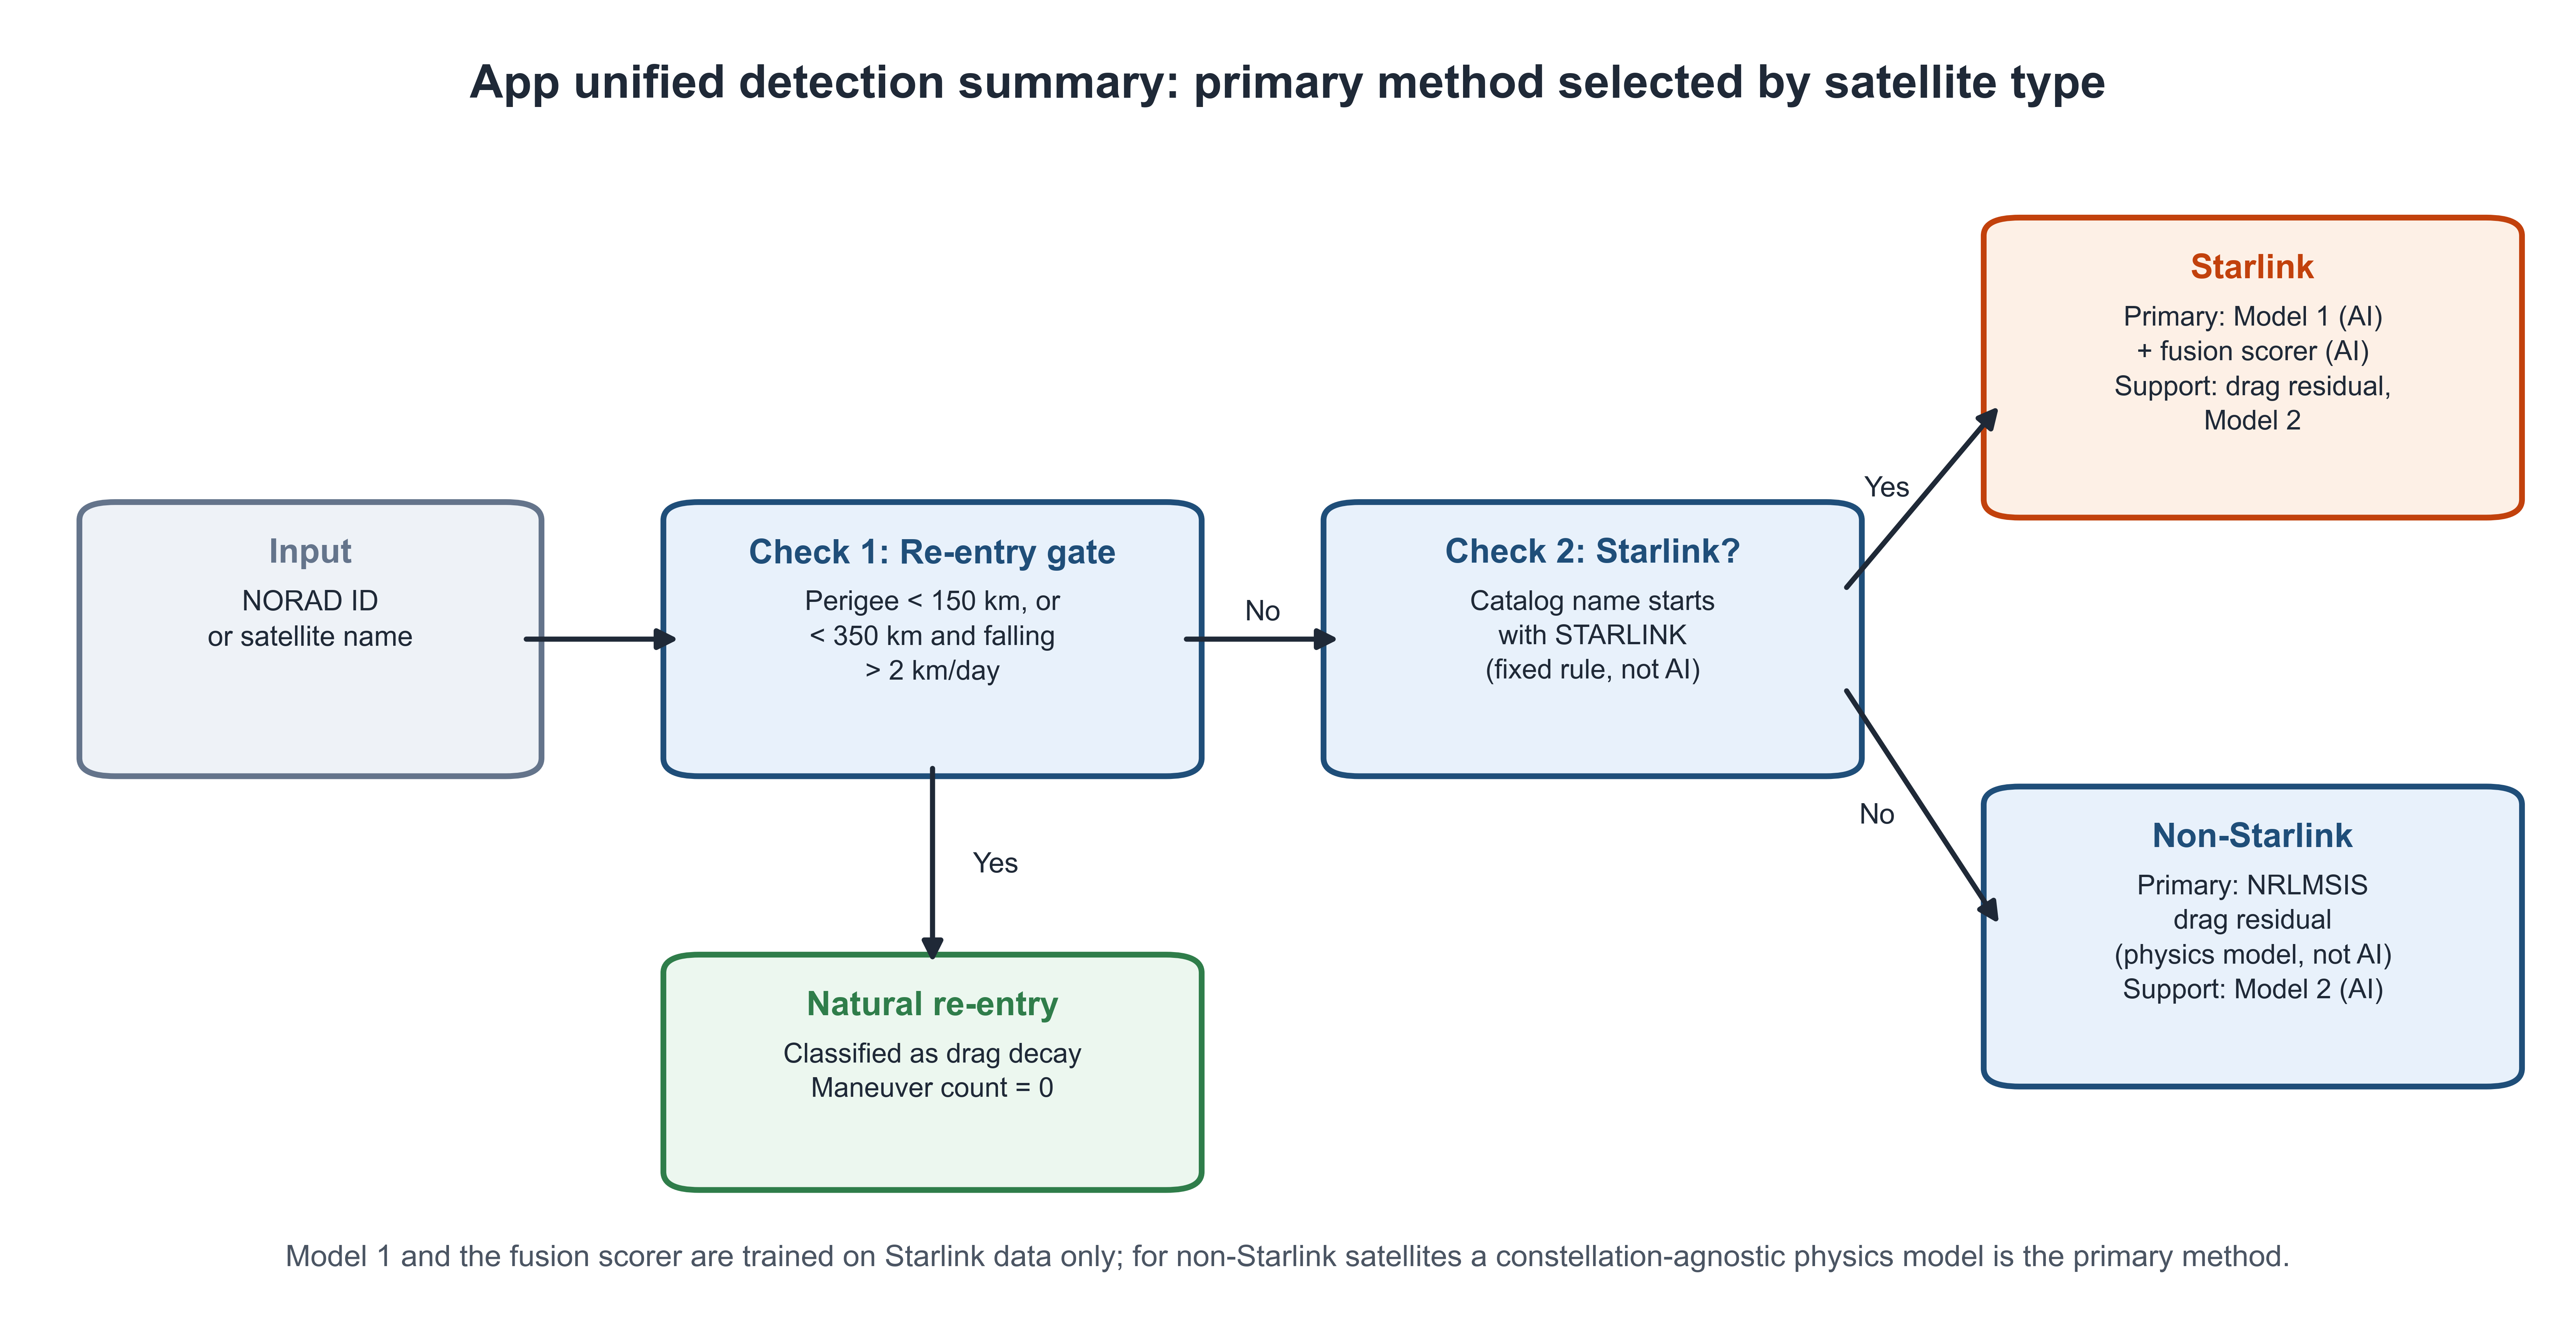 App unified detection summary: primary method selected by satellite type
Input
NORAD ID
or satellite name
Check 1: Re-entry gate
Perigee < 150 km, or
< 350 km and falling
> 2 km/day
No
Check 2: Starlink?
Catalog name starts
with STARLINK
(fixed rule, not AI)
Yes
Starlink
Primary: Model 1 (AI)
+ fusion scorer (AI)
Support: drag residual,
Model 2
No
Non-Starlink
Primary: NRLMSIS
drag residual
(physics model, not AI)
Support: Model 2 (AI)
Yes
Natural re-entry
Classified as drag decay
Maneuver count = 0
Model 1 and the fusion scorer are trained on Starlink data only; for non-Starlink satellites a constellation-agnostic physics model is the primary method.